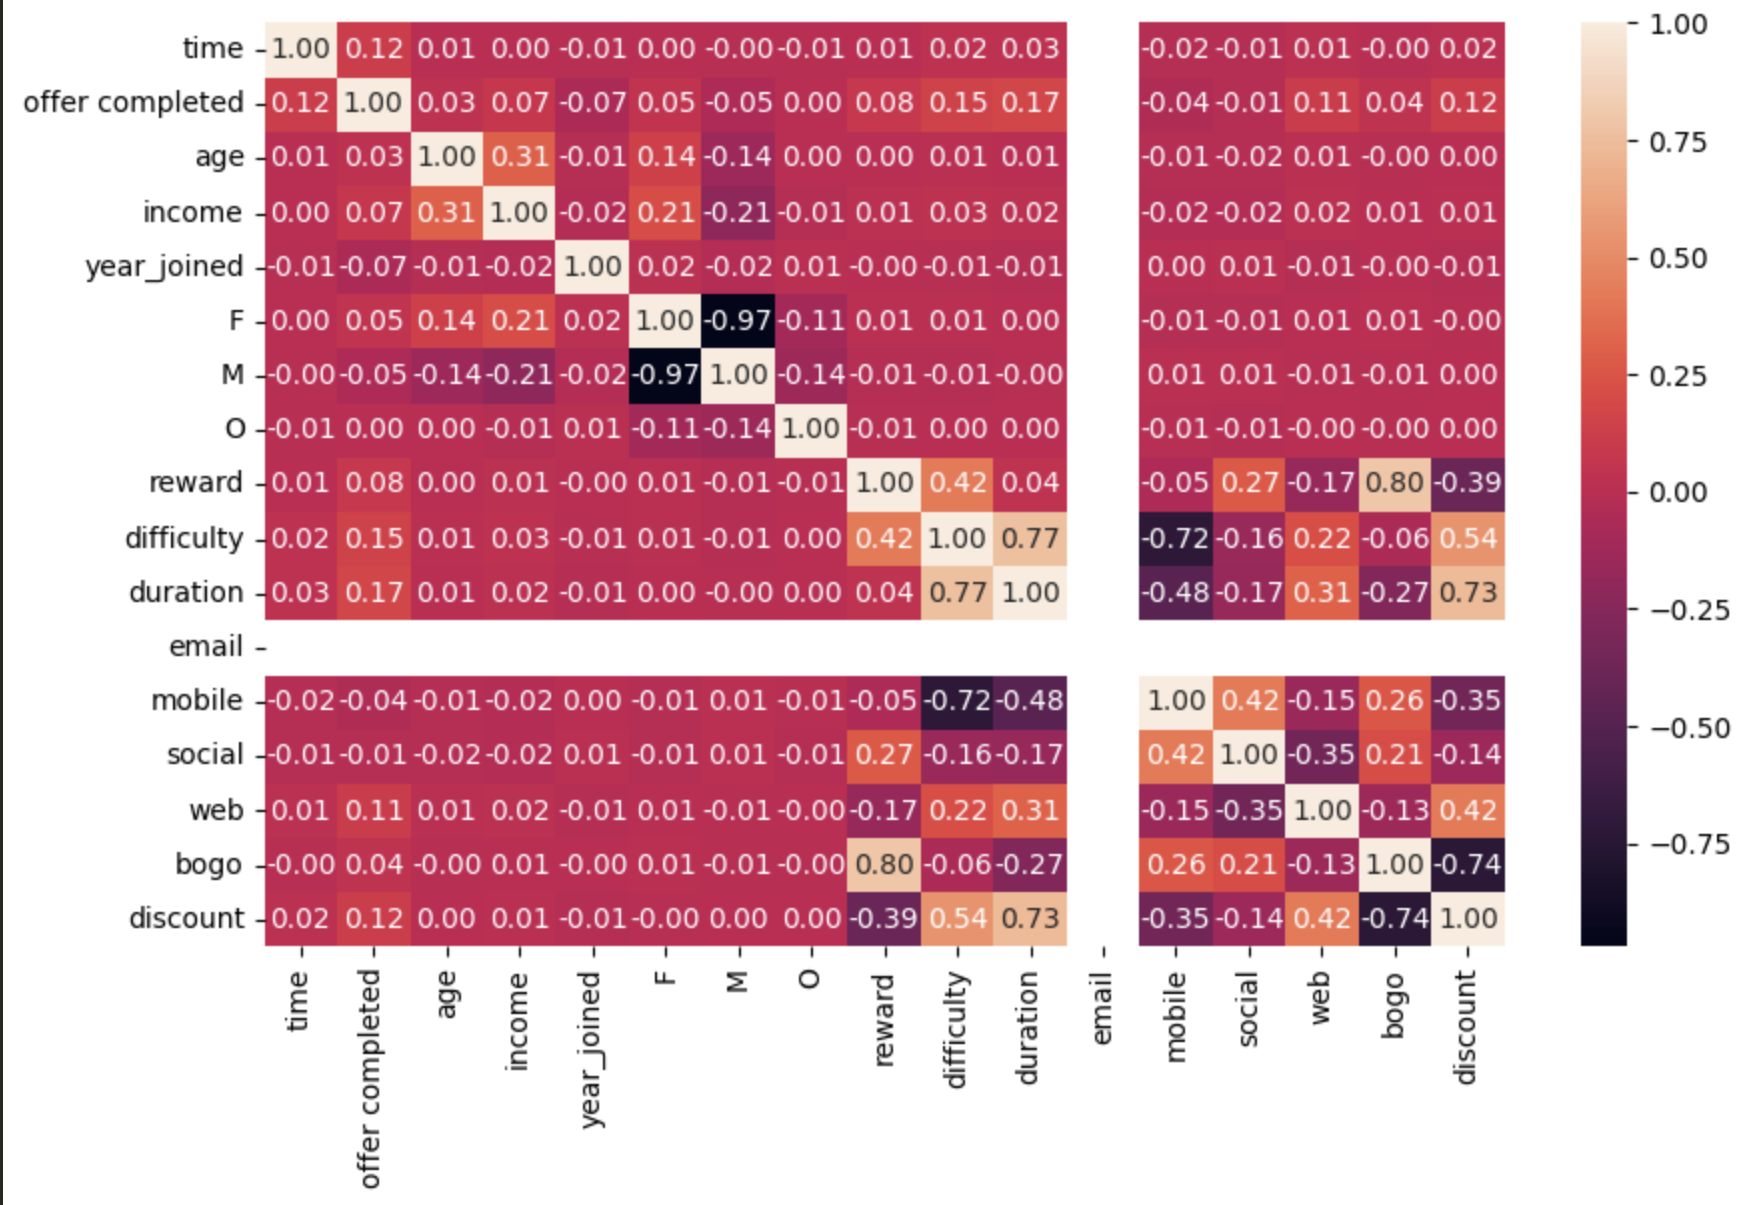 time 1.00 0.12 0.01 0.00 -0.01 0.00 -0.00 -0.01 0.01 0.02 0.03 -0.02 -0.01 0.01 -0.00 0.02
offer completed 0.12 1.00 0.03 0.07 -0.07 0.05 -0.05 0.00 0.08 0.15 0.17 -0.04 -0.01 0.11 0.04 0.12
age 0.01 0.03 1.00 0.31 -0.01 0.14 -0.14 0.00 0.00 0.01 0.01 -0.01 -0.02 0.01 -0.00 0.00
income 0.00 0.07 0.31 1.00 -0.02 0.21 -0.21 -0.01 0.01 0.03 0.02 -0.02 -0.02 0.02 0.01 0.01
year_joined -0.01 -0.07 -0.01 -0.02 1.00 0.02 -0.02 0.01 -0.00 -0.01 -0.01 0.00 0.01 -0.01 -0.00 -0.01
F 0.00 0.05 0.14 0.21 0.02 1.00 -0.97 -0.11 0.01 0.01 0.00 -0.01 -0.01 0.01 0.01 -0.00
M -0.00 -0.05 -0.14 -0.21 -0.02 -0.97 1.00 -0.14 -0.01 -0.01 -0.00 0.01 0.01 -0.01 -0.01 0.00
O -0.01 0.00 0.00 -0.01 0.01 -0.11 -0.14 1.00 -0.01 0.00 0.00 -0.01 -0.01 -0.00 -0.00 0.00
reward 0.01 0.08 0.00 0.01 -0.00 0.01 -0.01 -0.01 1.00 0.42 0.04 -0.05 0.27 -0.17 0.80 -0.39
difficulty 0.02 0.15 0.01 0.03 -0.01 0.01 -0.01 0.00 0.42 1.00 0.77 -0.72 -0.16 0.22 -0.06 0.54
duration 0.03 0.17 0.01 0.02 -0.01 0.00 -0.00 0.00 0.04 0.77 1.00 -0.48 -0.17 0.31 -0.27 0.73
email
mobile -0.02 -0.04 -0.01 -0.02 0.00 -0.01 0.01 -0.01 -0.05 -0.72 -0.48 1.00 0.42 -0.15 0.26 -0.35
social -0.01 -0.01 -0.02 -0.02 0.01 -0.01 0.01 -0.01 0.27 -0.16 -0.17 0.42 1.00 -0.35 0.21 -0.14
web 0.01 0.11 0.01 0.02 -0.01 0.01 -0.01 -0.00 -0.17 0.22 0.31 -0.15 -0.35 1.00 -0.13 0.42
bogo -0.00 0.04 -0.00 0.01 -0.00 0.01 -0.01 -0.00 0.80 -0.06 -0.27 0.26 0.21 -0.13 1.00 -0.74
discount 0.02 0.12 0.00 0.01 -0.01 -0.00 0.00 0.00 -0.39 0.54 0.73 -0.35 -0.14 0.42 -0.74 1.00
time
offer completed
age
income
year_joined
F
M
O
reward
difficulty
duration
email
mobile
social
web
bogo
discount
1.00
0.75
0.50
0.25
0.00
−0.25
−0.50
−0.75